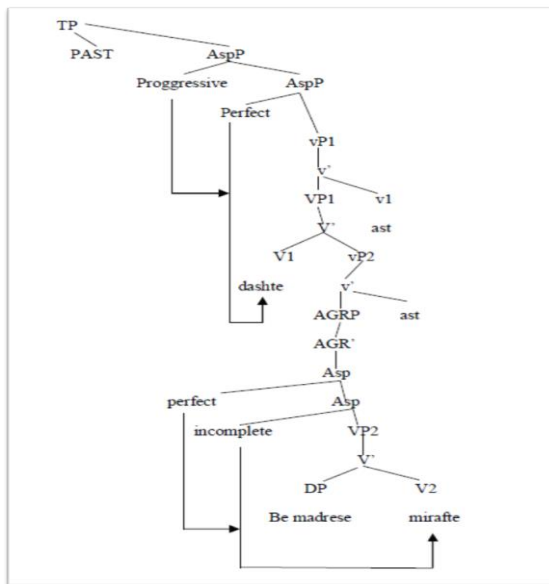 TP
PAST AspP
Proggressive AspP
Perfect
vP1
v'
VP1 v1
V' ast
V1 vP2
dashte v'
AGRP ast
AGR'
Asp
perfect Asp
incomplete VP2
V'
DP V2
Be madrese mirafte